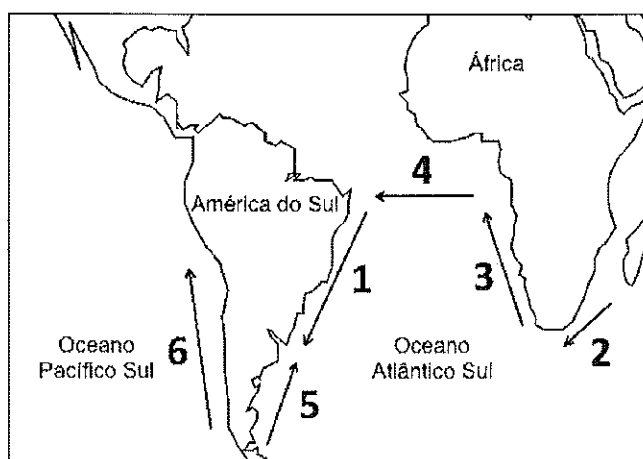 África
4
América do Sul
1
3
6
Oceano
Pacífico Sul
Oceano
Atlântico Sul
2
5